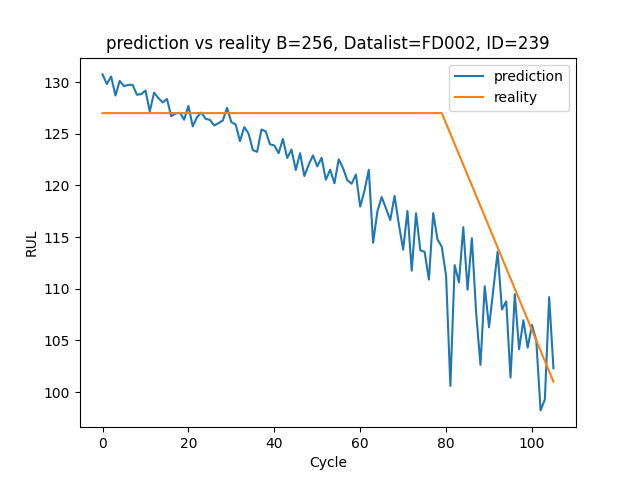 prediction vs reality B=256, Datalist=FD002, ID=239
prediction
reality
130
125
120
115
110
105
100
RUL
0 20 40 60 80 100
Cycle